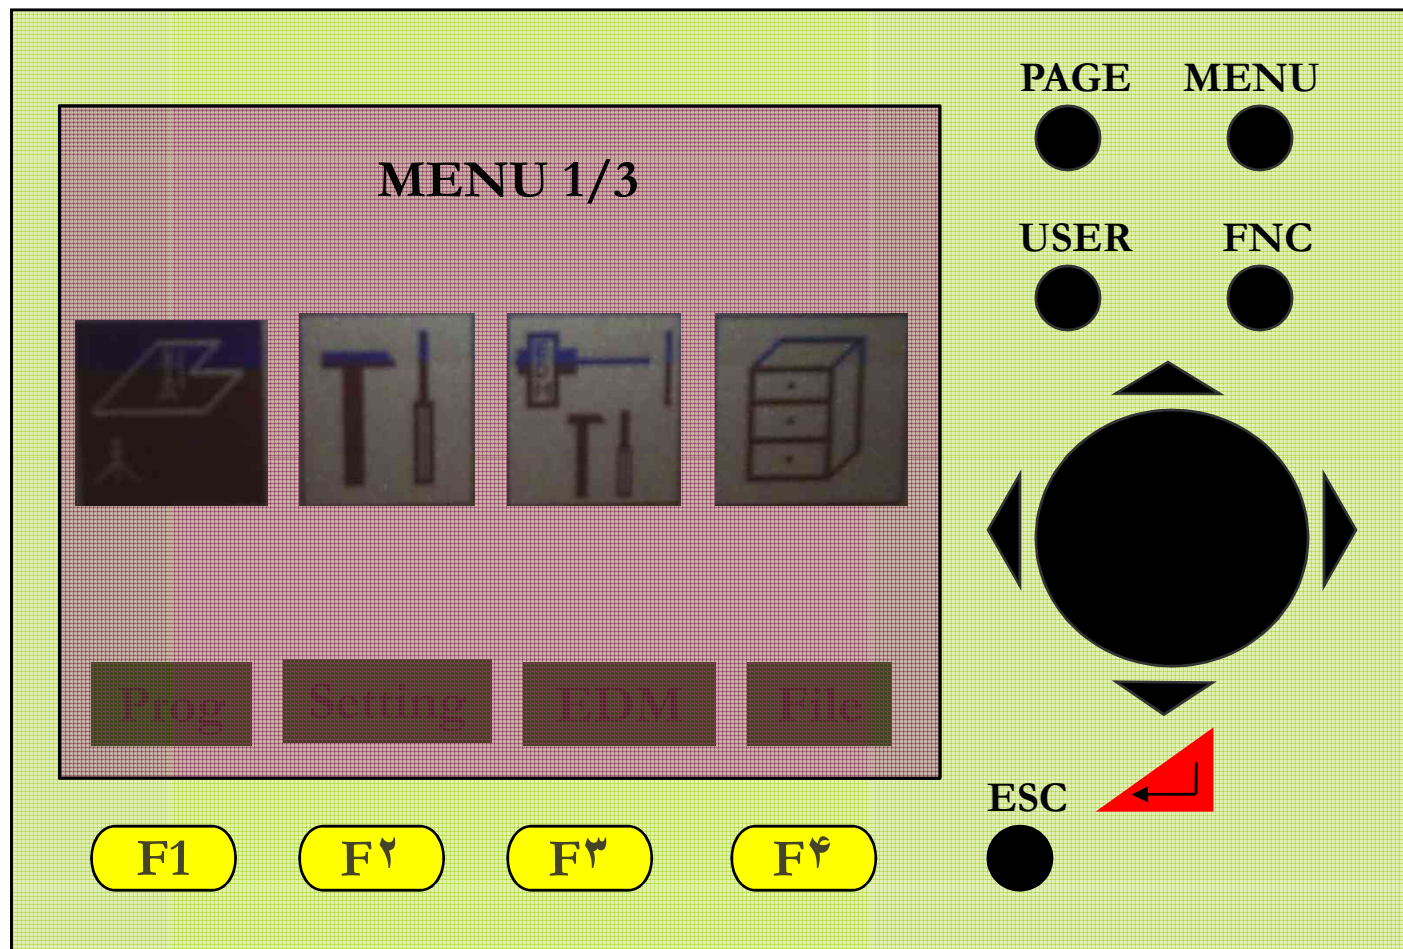 PAGE MENU
MENU 1/3
USER FNC
Prog Setting EDM File
ESC
F1 F۲ F۳ F۴